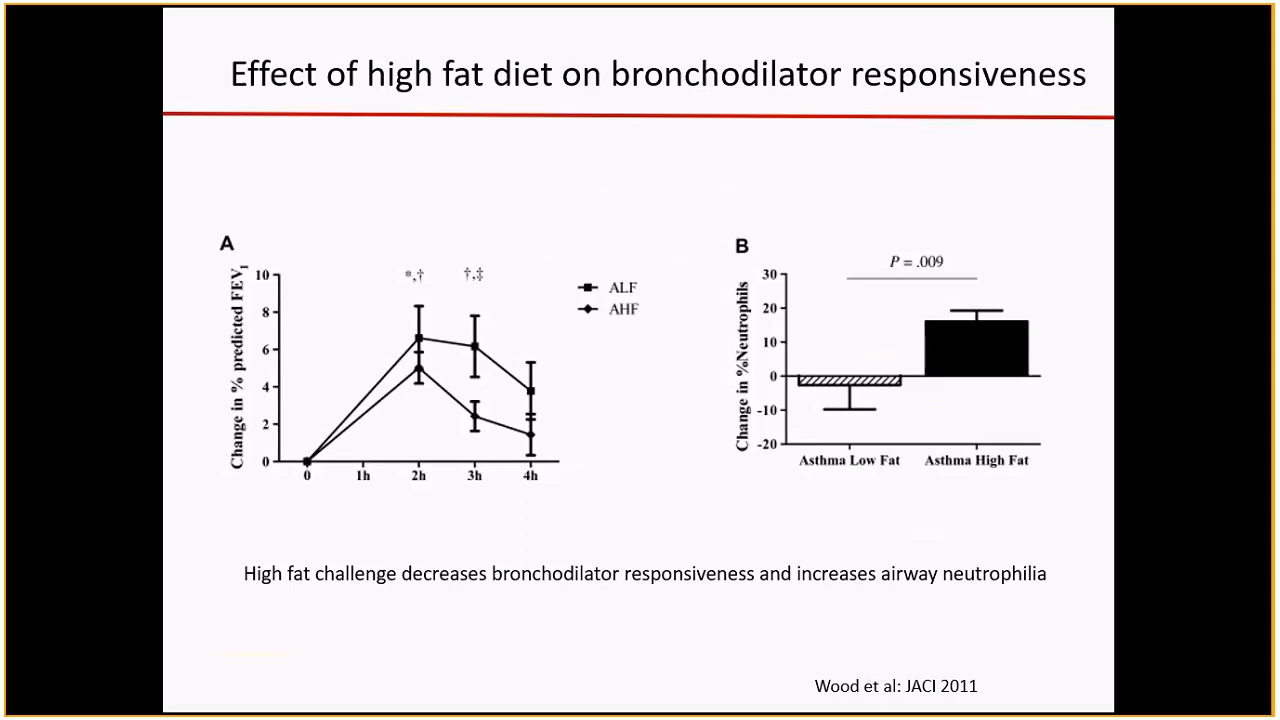 Effect of high fat diet on bronchodilator responsiveness
A
Change in % predicted FEV1
10
8
6
4
2
0
*,†
†,‡
0
1h
2h
3h
4h
ALF
AHF
B
P = .009
Change in %Neutrophils
30
20
10
0
-10
-20
Asthma Low Fat
Asthma High Fat
High fat challenge decreases bronchodilator responsiveness and increases airway neutrophilia
Wood et al: JACI 2011